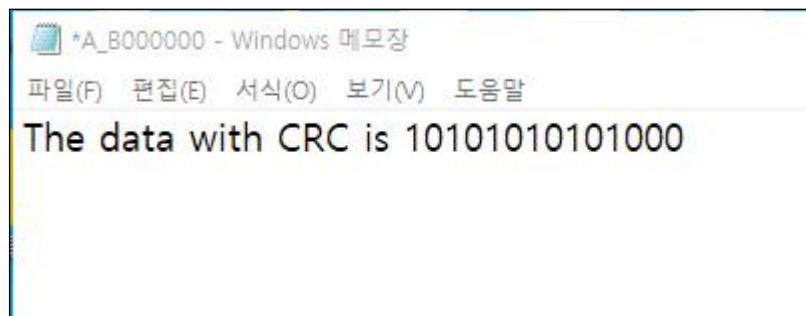 *A_B000000 - Windows 메모장
파일(F) 편집(E) 서식(O) 보기(V) 도움말
The data with CRC is 10101010101000